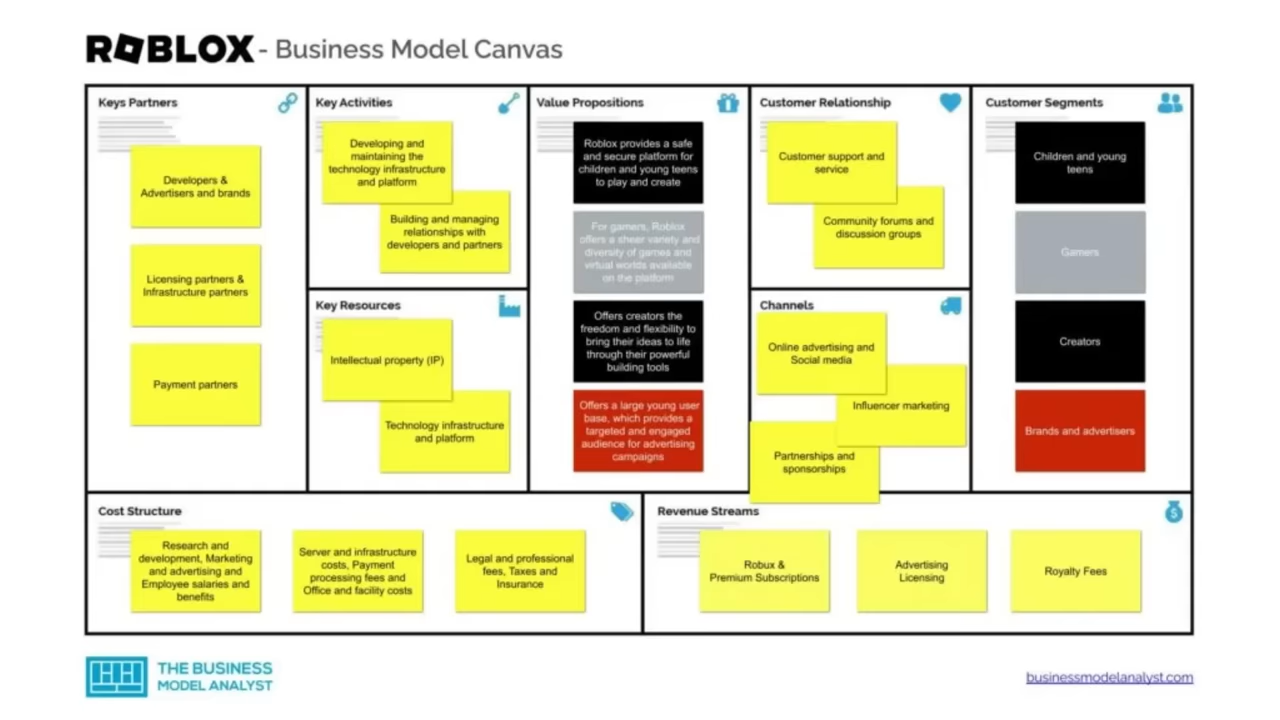 ROBLOX - Business Model Canvas
Keys Partners
Developers &
Advertisers and brands
Licensing partners &
Infrastructure partners
Payment partners
Key Activities
Developing and
maintaining the
technology infrastructure
and platform
Building and managing
relationships with
developers and partners
Key Resources
Intellectual property (IP)
Technology infrastructure
and platform
Value Propositions
Roblox provides a safe
and secure platform for
children and young teens
to play and create
For gamers, Roblox
offers a sheer variety and
diversity of games and
virtual worlds available
on the platform
Offers creators the
freedom and flexibility to
bring their ideas to life
through their powerful
building tools
Offers a large young user
base, which provides a
targeted and engaged
audience for advertising
campaigns
Customer Relationship
Customer support and
service
Community forums and
discussion groups
Channels
Online advertising and
Social media
Influencer marketing
Partnerships and
sponsorships
Customer Segments
Children and young
teens
Gamers
Creators
Brands and advertisers
Cost Structure
Research and
development, Marketing
and advertising and
Employee salaries and
benefits
Server and infrastructure
costs, Payment
processing fees and
Office and facility costs
Legal and professional
fees, Taxes and
Insurance
Revenue Streams
Robux &
Premium Subscriptions
Advertising
Licensing
Royalty Fees
THE BUSINESS
MODEL ANALYST
businessmodelanalyst.com